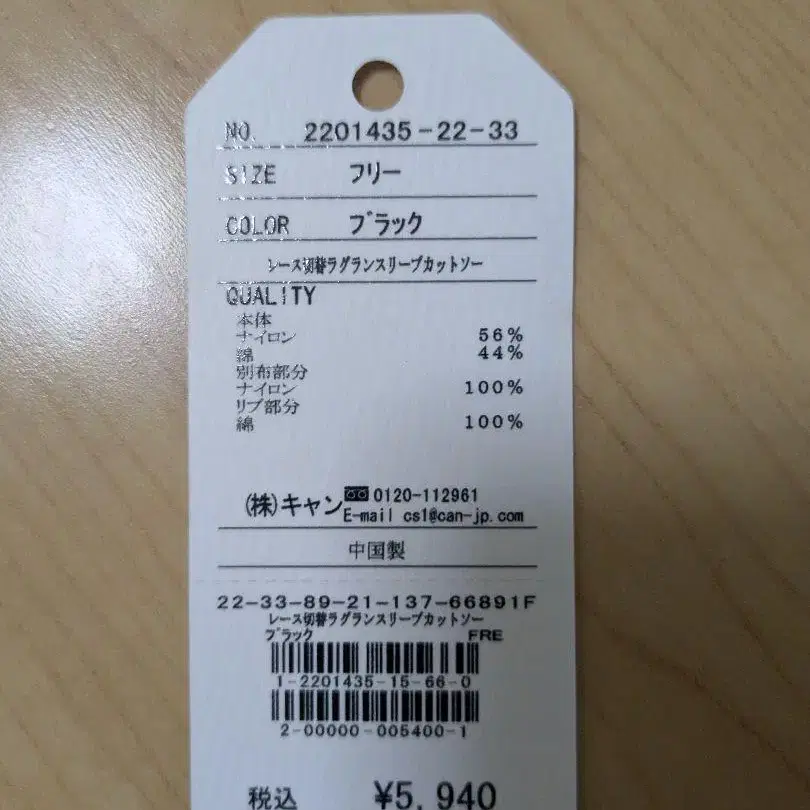 NO. 2201435-22-33
SIZE フリー
COLOR ブラック
レース切替ラグランスリーブカットソー
QUALITY
本体
ナイロン 56%
綿 44%
別布部分
ナイロン 100%
リブ部分
綿 100%
(株)キャン 0120-112961
E-mail cs1@can-jp.com
中国製
22-33-89-21-137-66891F
レース切替ラグランスリーブカットソー
ブラック FRE
1-2201435-15-66-0
2-00000-005400-1
税込 ¥5,940